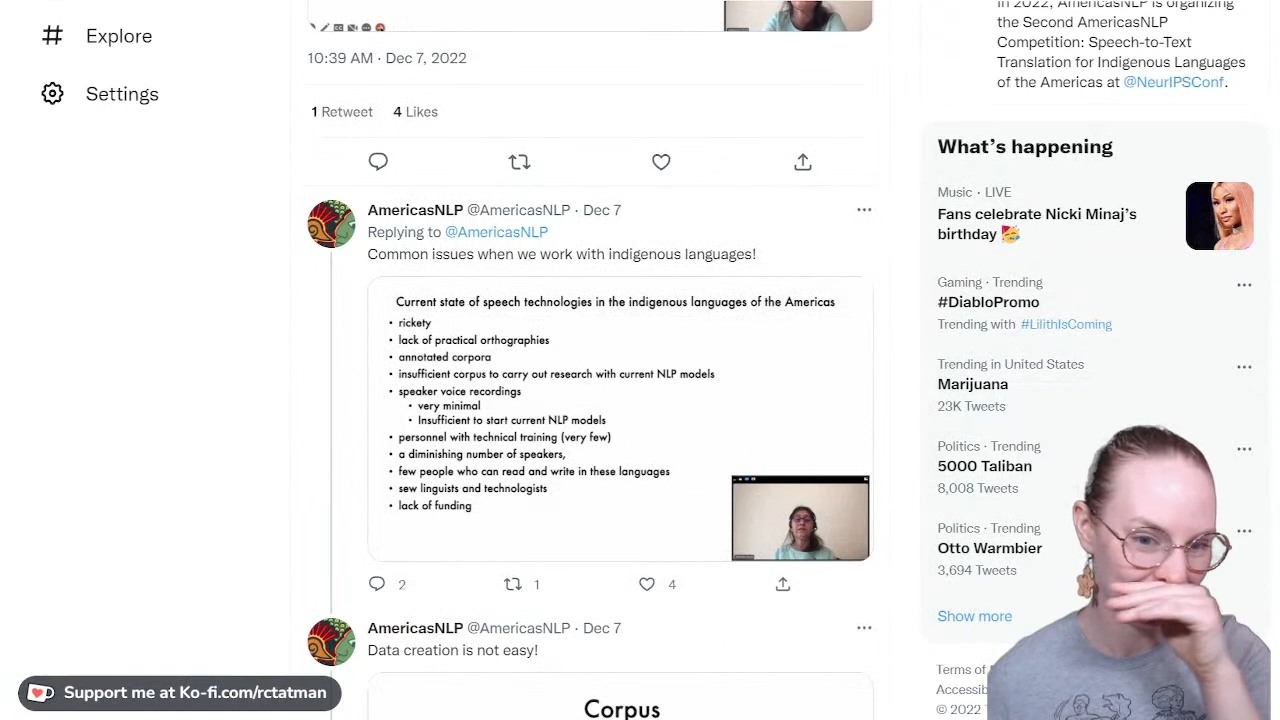 Explore
Settings
10:39 AM · Dec 7, 2022
1 Retweet 4 Likes
AmericasNLP @AmericasNLP · Dec 7
Replying to @AmericasNLP
Common issues when we work with indigenous languages!
Current state of speech technologies in the indigenous languages of the Americas
• rickety
• lack of practical orthographies
• annotated corpora
• insufficient corpus to carry out research with current NLP models
• speaker voice recordings
• very minimal
• Insufficient to start current NLP models
• personnel with technical training (very few)
• a diminishing number of speakers,
• few people who can read and write in these languages
• sew linguists and technologists
• lack of funding
2 1 4
AmericasNLP @AmericasNLP · Dec 7
Data creation is not easy!
Corpus
Support me at Ko-fi.com/rctatman
In 2022, AmericasNLP is organizing
the Second AmericasNLP
Competition: Speech-to-Text
Translation for Indigenous Languages
of the Americas at @NeurIPSConf.
What's happening
Music · LIVE
Fans celebrate Nicki Minaj's
birthday 🥳
Gaming · Trending
#DiabloPromo
Trending with #LilithIsComing
Trending in United States
Marijuana
23K Tweets
Politics · Trending
5000 Taliban
8,008 Tweets
Politics · Trending
Otto Warmbier
3,694 Tweets
Show more
Terms of
© 2022